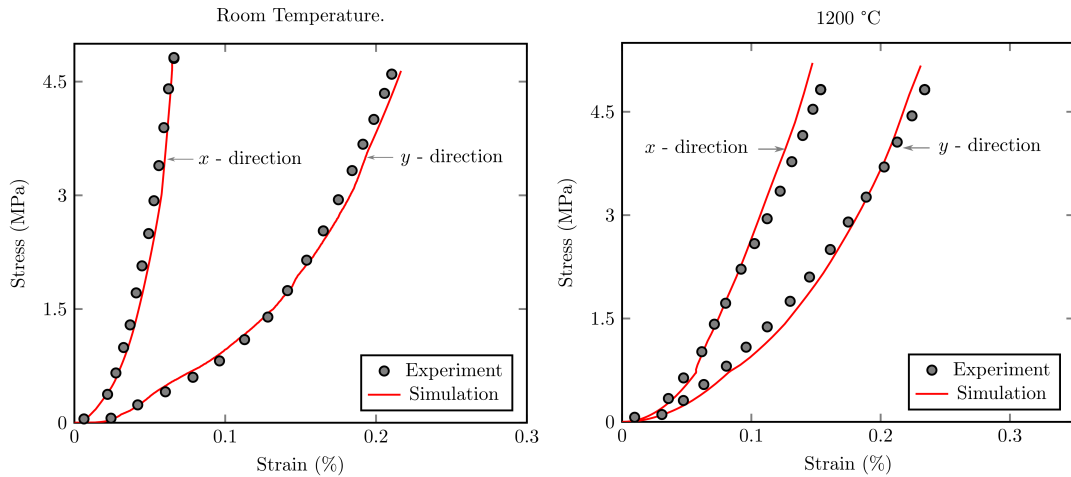 Room Temperature.
4.5
3
1.5
0
0
0.1
0.2
0.3
Stress (MPa)
Strain (%)
x - direction
y - direction
Experiment
Simulation
1200 °C
4.5
3
1.5
0
0
0.1
0.2
0.3
Stress (MPa)
Strain (%)
x - direction
y - direction
Experiment
Simulation